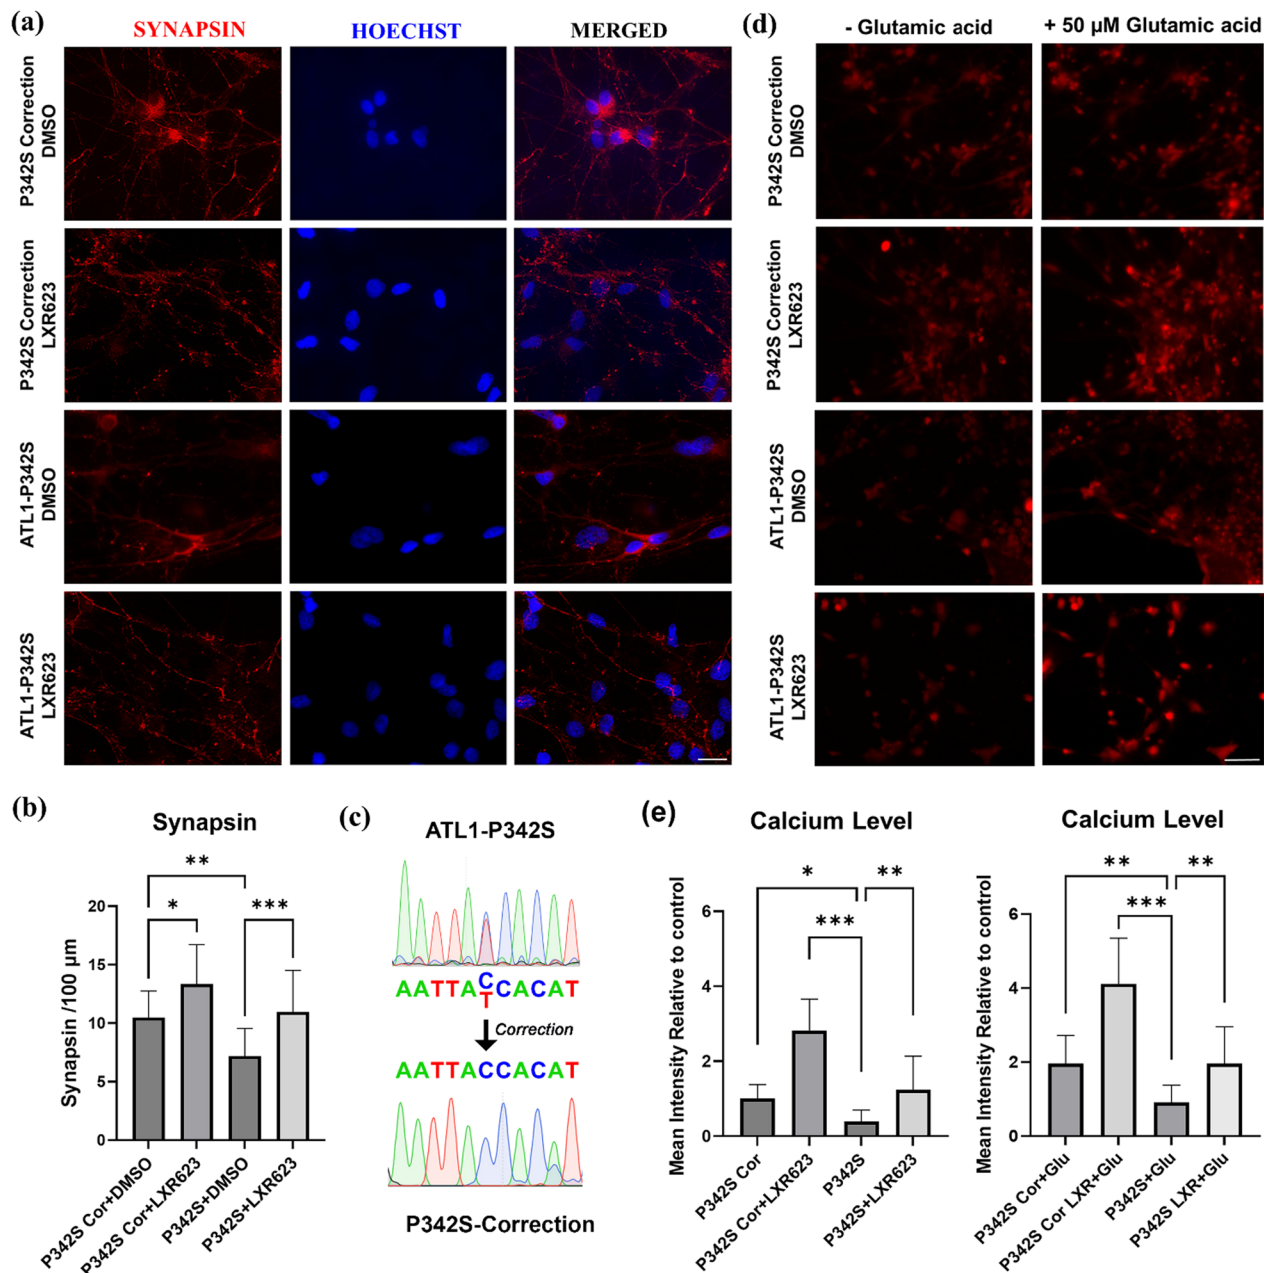 (a)
SYNAPSIN
HOECHST
MERGED
P342S Correction
DMSO
P342S Correction
LXR623
ATL1-P342S
DMSO
ATL1-P342S
LXR623
(d)
- Glutamic acid
+ 50 µM Glutamic acid
P342S Correction
DMSO
P342S Correction
LXR623
ATL1-P342S
DMSO
ATL1-P342S
LXR623
(b)
Synapsin
**
*
***
Synapsin /100 µm
20
15
10
5
0
P342S Cor+DMSO
P342S Cor+LXR623
P342S+DMSO
P342S+LXR623
(c)
ATL1-P342S
AATTACCACAT
T
Correction
AATTACCACAT
P342S-Correction
(e)
Calcium Level
*
**
***
Mean Intensity Relative to control
6
4
2
0
P342S Cor
P342S Cor+LXR623
P342S
P342S+LXR623
Calcium Level
**
**
***
Mean Intensity Relative to control
6
4
2
0
P342S Cor+Glu
P342S Cor LXR+Glu
P342S+Glu
P342S LXR+Glu